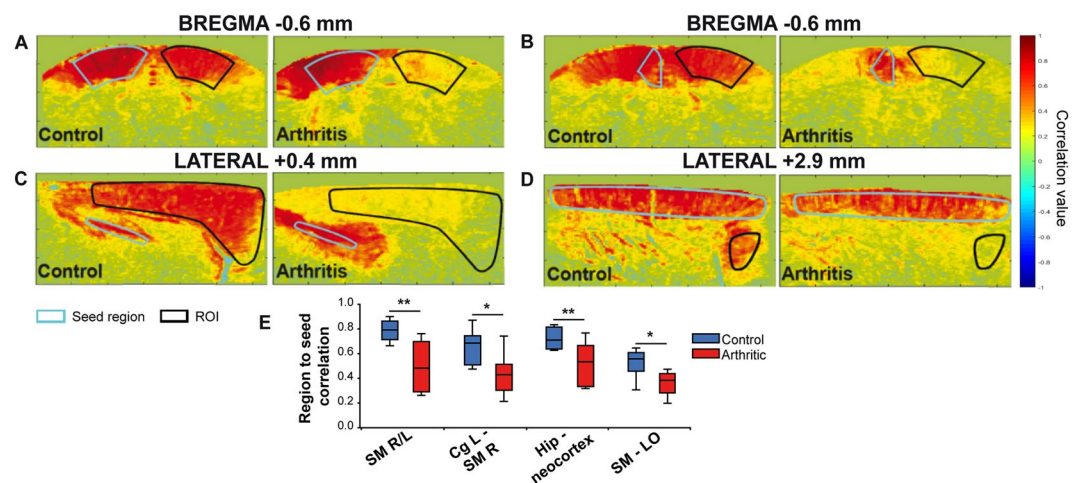 BREGMA -0.6 mm
BREGMA -0.6 mm
A
Control
Arthritis
B
Control
Arthritis
1
0.8
0.6
0.4
0.2
0
-0.2
-0.4
-0.6
-0.8
-1
Correlation value
LATERAL +0.4 mm
LATERAL +2.9 mm
C
Control
Arthritis
D
Control
Arthritis
Seed region
ROI
E
Region to seed
correlation
1.0
0.8
0.6
0.4
0.2
0.0
**
*
**
*
Control
Arthritic
SM R/L
Cg L -
SM R
Hip -
neocortex
SM - LO